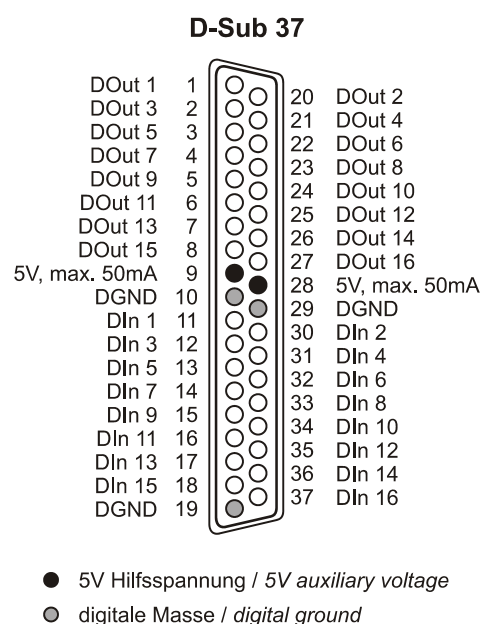 D-Sub 37
DOut 1 1
20 DOut 2
DOut 3 2
21 DOut 4
DOut 5 3
22 DOut 6
DOut 7 4
23 DOut 8
DOut 9 5
24 DOut 10
DOut 11 6
25 DOut 12
DOut 13 7
26 DOut 14
DOut 15 8
27 DOut 16
5V, max. 50mA 9
28 5V, max. 50mA
DGND 10
29 DGND
DIn 1 11
30 DIn 2
DIn 3 12
31 DIn 4
DIn 5 13
32 DIn 6
DIn 7 14
33 DIn 8
DIn 9 15
34 DIn 10
DIn 11 16
35 DIn 12
DIn 13 17
36 DIn 14
DIn 15 18
37 DIn 16
DGND 19
5V Hilfsspannung / 5V auxiliary voltage
digitale Masse / digital ground